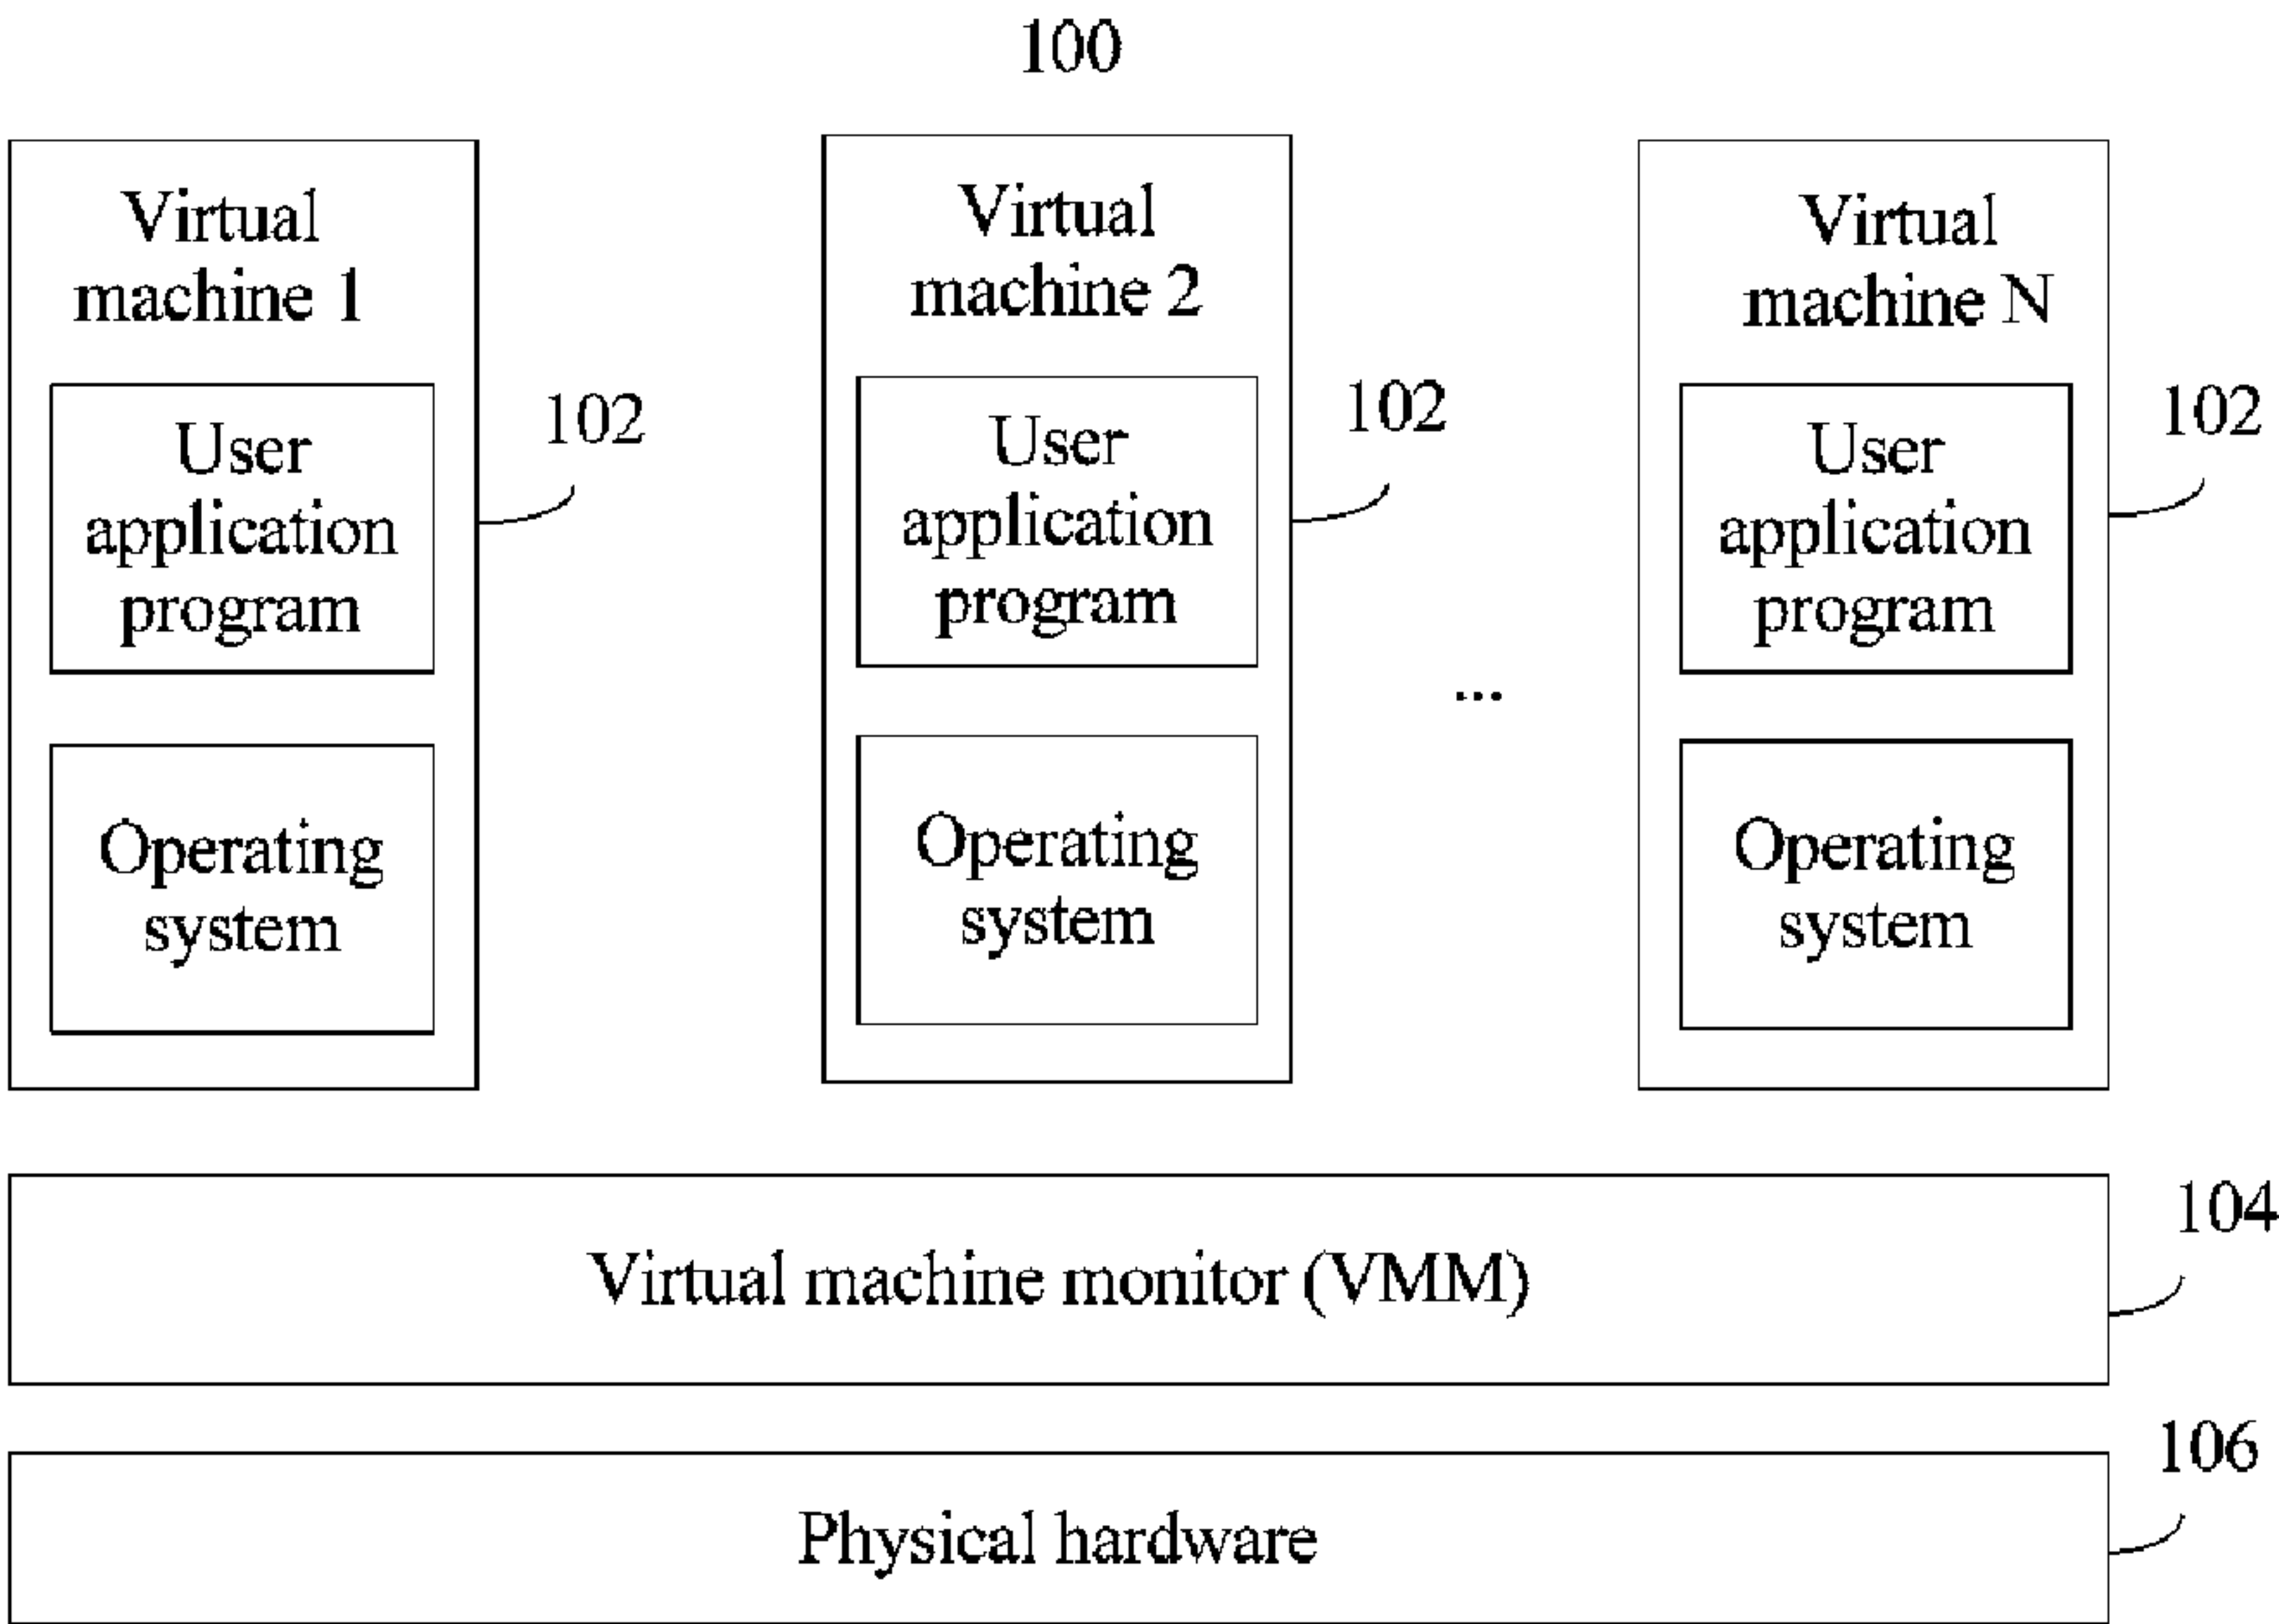 100
Virtual
machine 1
User
application
program
Operating
system
102
Virtual
machine 2
User
application
program
Operating
system
102
...
Virtual
machine N
User
application
program
Operating
system
102
Virtual machine monitor (VMM)
104
Physical hardware
106